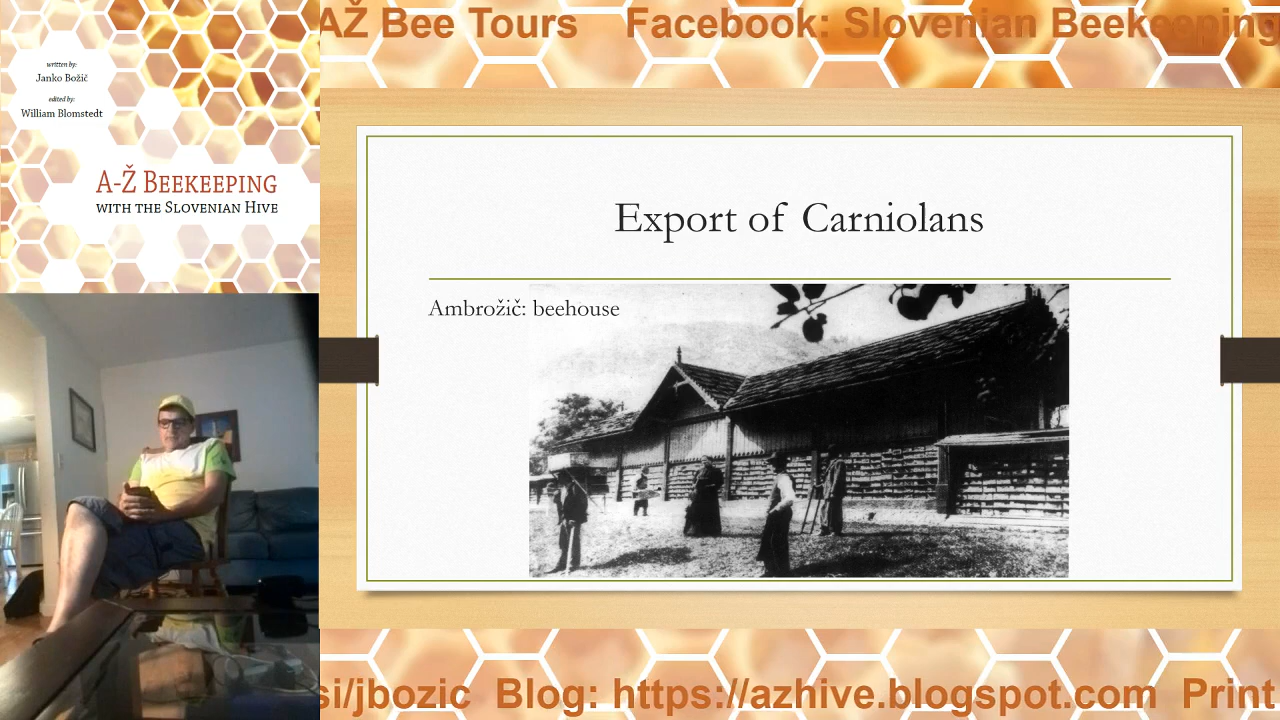 AŽ Bee Tours Facebook: Slovenian Beekeeping
written by:
Janko Božič
edited by:
William Blomstedt
A-Ž Beekeeping
with the Slovenian Hive
Export of Carniolans
Ambrožič: beehouse
si/jbozic Blog: https://azhive.blogspot.com Print